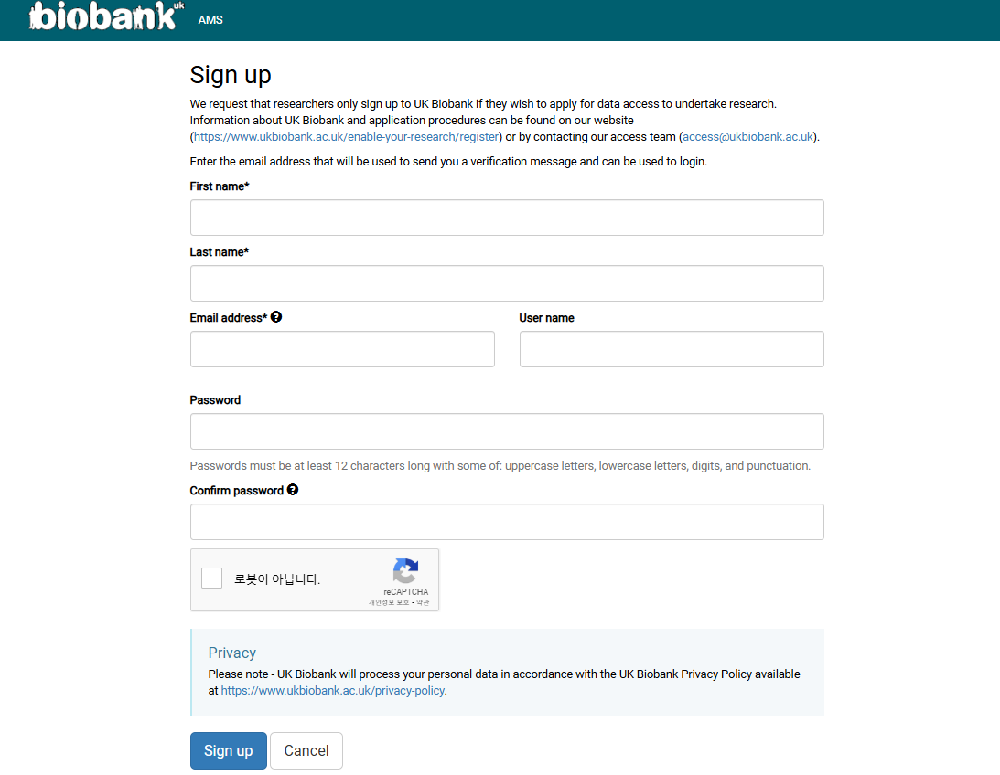 biobank uk
AMS
Sign up
We request that researchers only sign up to UK Biobank if they wish to apply for data access to undertake research.
Information about UK Biobank and application procedures can be found on our website
(https://www.ukbiobank.ac.uk/enable-your-research/register) or by contacting our access team (access@ukbiobank.ac.uk).
Enter the email address that will be used to send you a verification message and can be used to login.
First name*
Last name*
Email address* ?
User name
Password
Passwords must be at least 12 characters long with some of: uppercase letters, lowercase letters, digits, and punctuation.
Confirm password ?
로봇이 아닙니다.
reCAPTCHA
개인정보 보호 - 약관
Privacy
Please note - UK Biobank will process your personal data in accordance with the UK Biobank Privacy Policy available
at https://www.ukbiobank.ac.uk/privacy-policy.
Sign up
Cancel